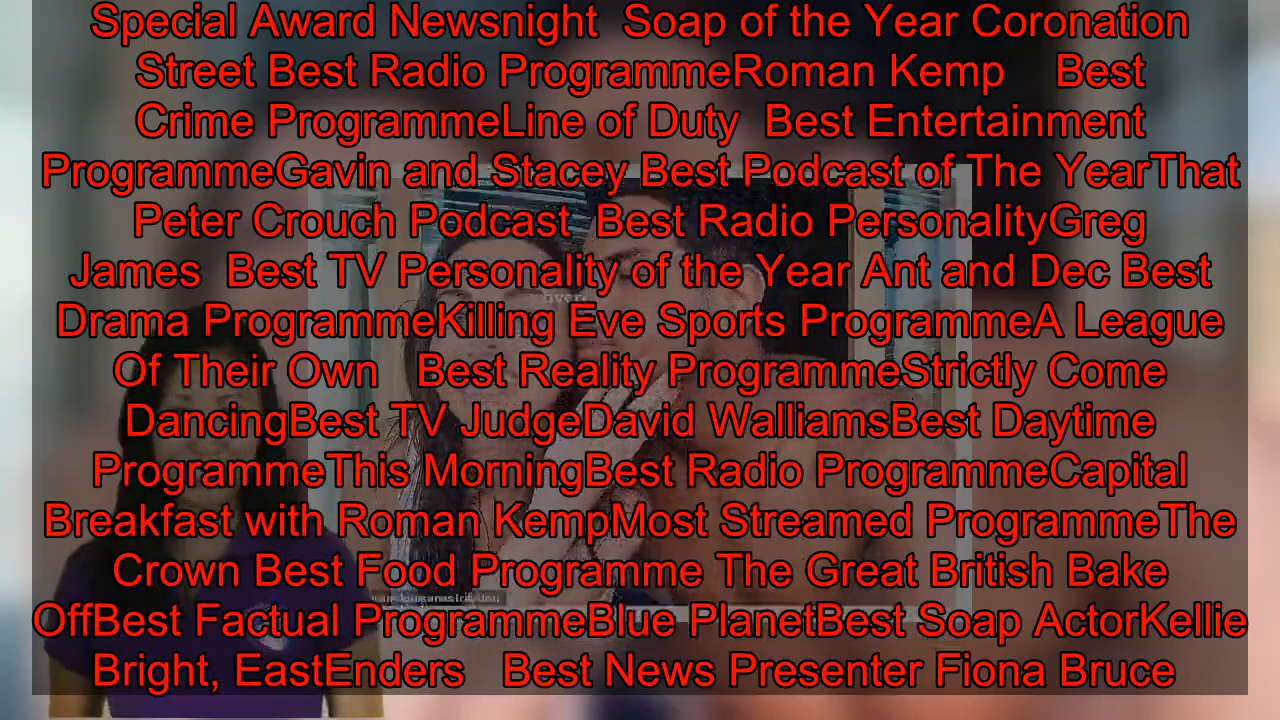 Special Award Newsnight  Soap of the Year Coronation
Street Best Radio ProgrammeRoman Kemp    Best
Crime ProgrammeLine of Duty  Best Entertainment
ProgrammeGavin and Stacey Best Podcast of The YearThat
Peter Crouch Podcast  Best Radio PersonalityGreg
James  Best TV Personality of the Year Ant and Dec Best
Drama ProgrammeKilling Eve Sports ProgrammeA League
Of Their Own   Best Reality ProgrammeStrictly Come
DancingBest TV JudgeDavid WalliamsBest Daytime
ProgrammeThis MorningBest Radio ProgrammeCapital
Breakfast with Roman KempMost Streamed ProgrammeThe
Crown Best Food Programme The Great British Bake
OffBest Factual ProgrammeBlue PlanetBest Soap ActorKellie
Bright, EastEnders   Best News Presenter Fiona Bruce